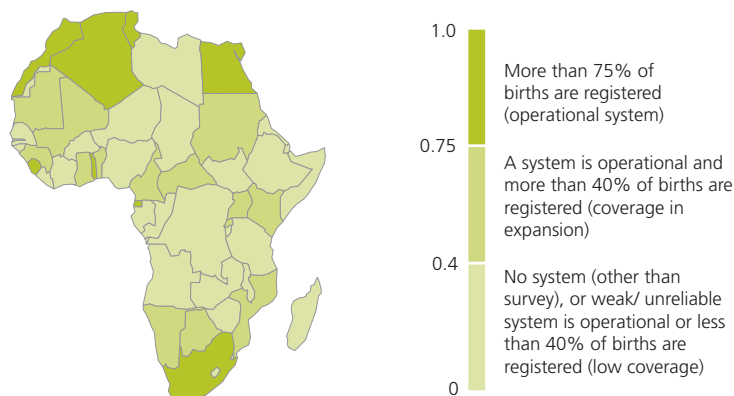 1.0
More than 75% of
births are registered
(operational system)
0.75
A system is operational and
more than 40% of births are
registered (coverage in
expansion)
0.4
No system (other than
survey), or weak/ unreliable
system is operational or less
than 40% of births are
registered (low coverage)
0